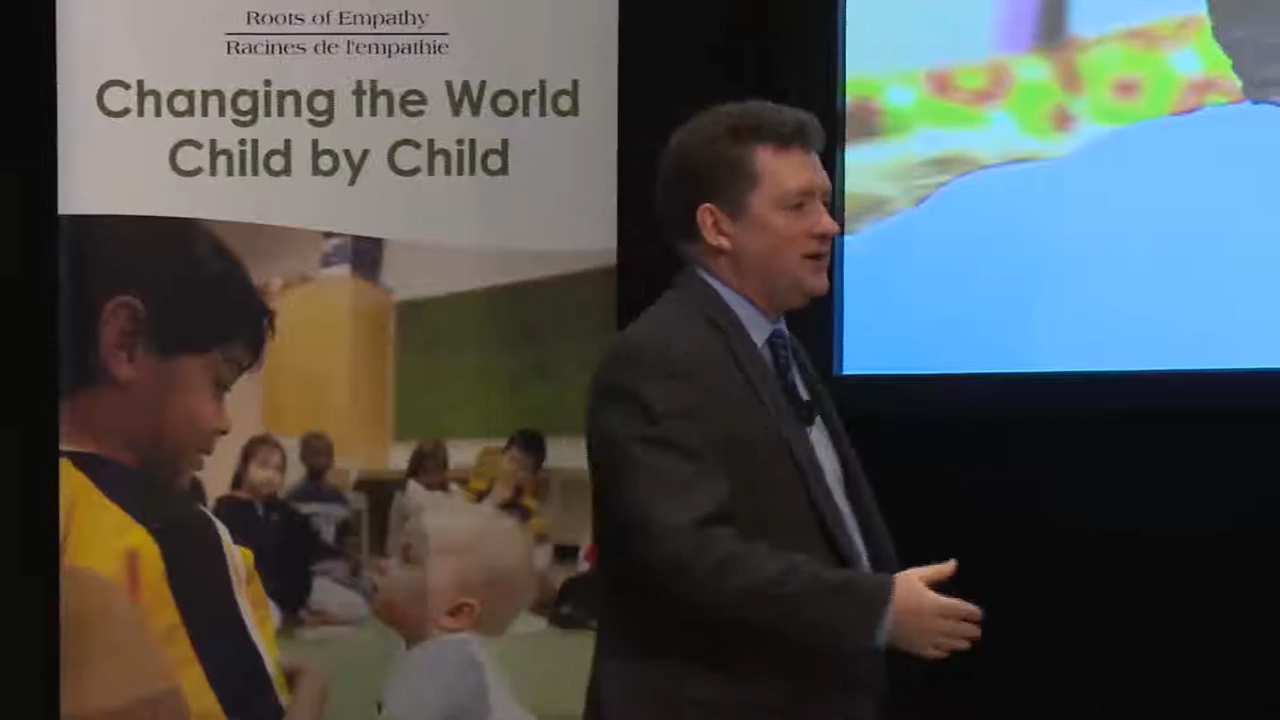 Roots of Empathy
Racines de l'empathie
Changing the World
Child by Child